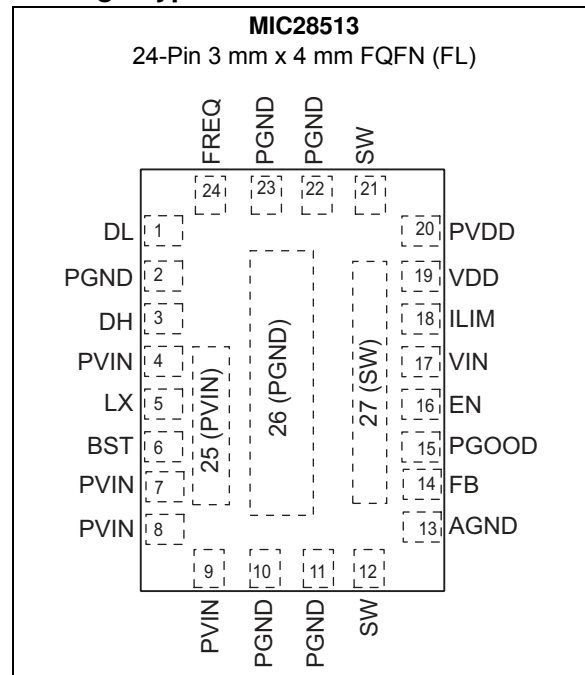 MIC28513
24-Pin 3 mm x 4 mm FQFN (FL)
FREQ
PGND
PGND
SW
24
23
22
21
DL 1
PGND 2
DH 3
PVIN 4
LX 5
BST 6
PVIN 7
PVIN 8
25 (PVIN)
26 (PGND)
27 (SW)
20 PVDD
19 VDD
18 ILIM
17 VIN
16 EN
15 PGOOD
14 FB
13 AGND
9
10
11
12
PVIN
PGND
PGND
SW